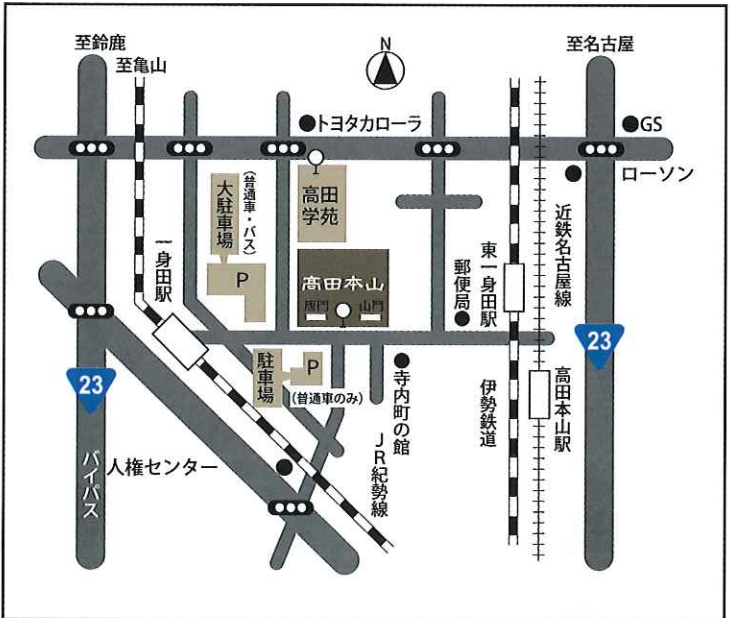 至鈴鹿
至亀山
N
至名古屋
トヨタカローラ
GS
ローソン
大駐車場
(普通車・バス)
高田
学苑
P
高田本山
唐門
山門
一身田駅
東一身田駅
郵便局
近鉄名古屋線
23
23
駐車場
P
(普通車のみ)
寺内町の館
伊勢鉄道
高田本山駅
JR紀勢線
バイパス
人権センター